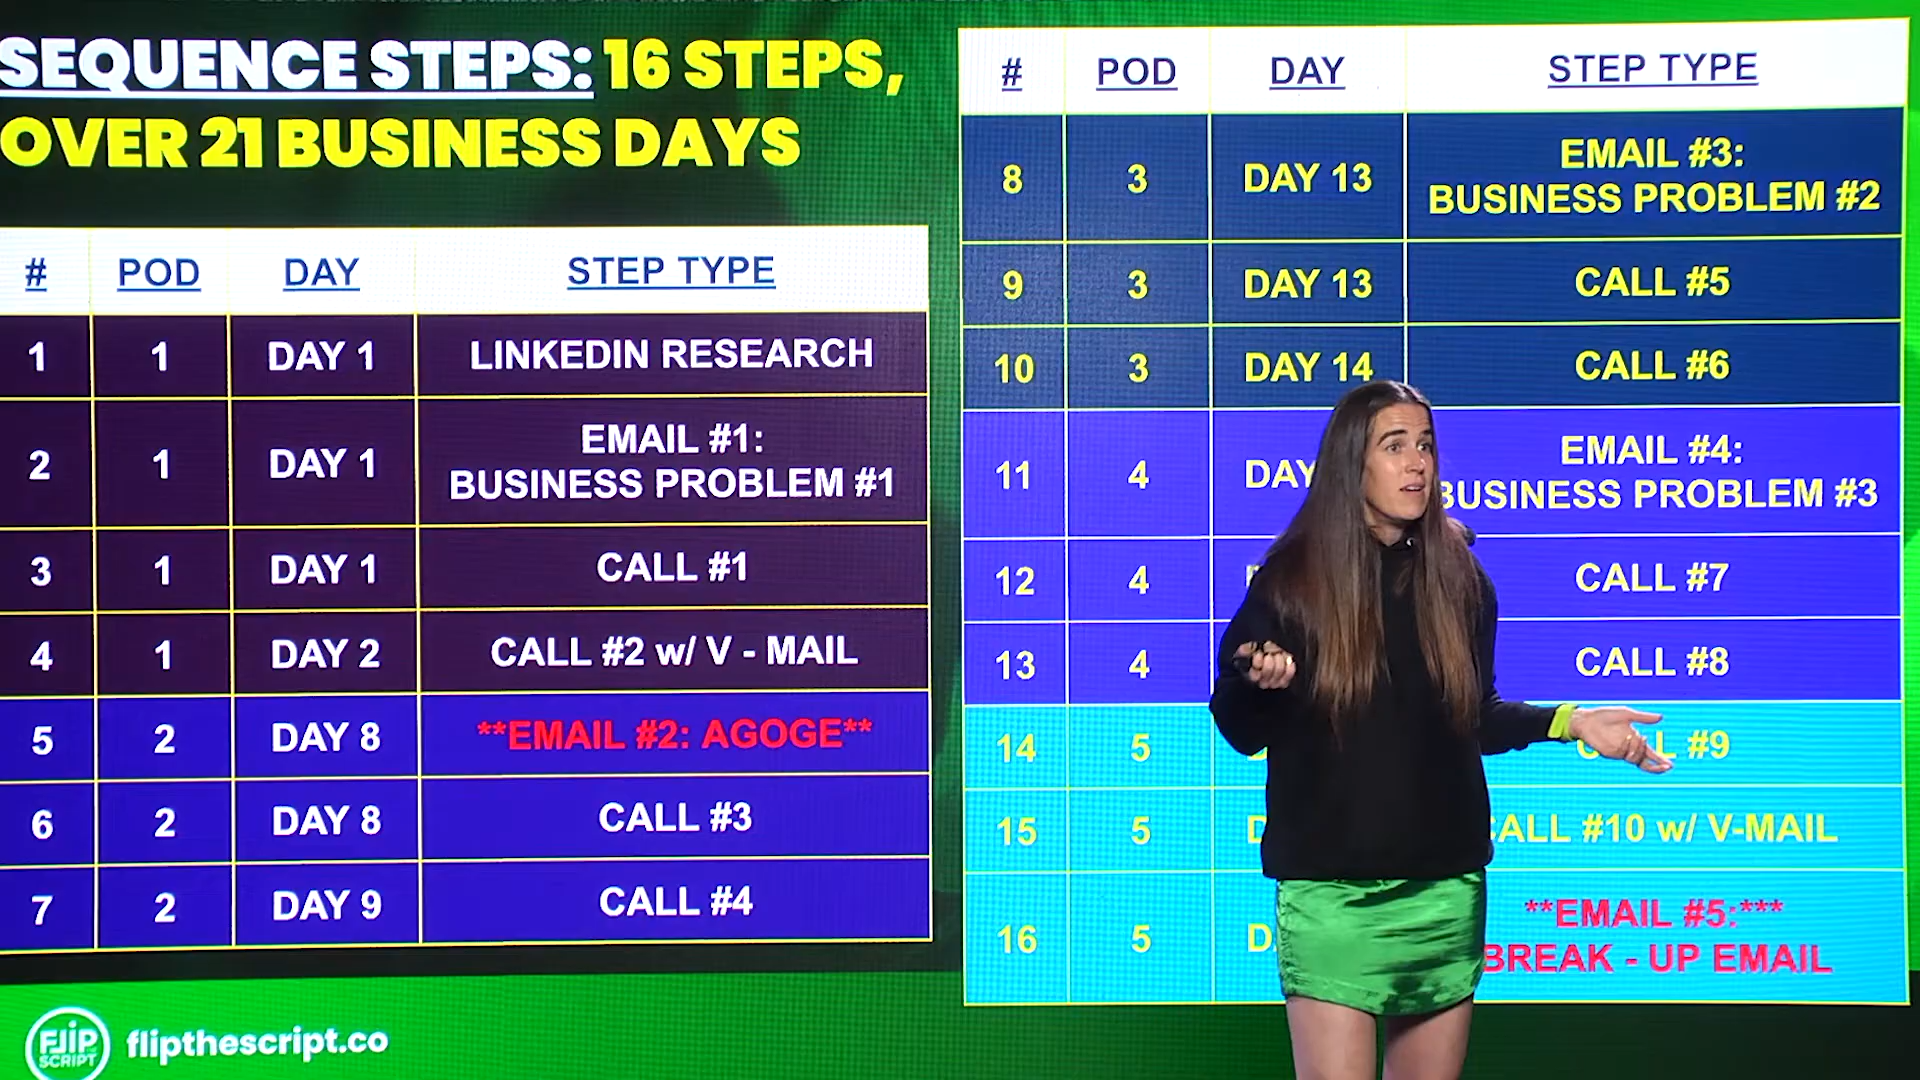 SEQUENCE STEPS: 16 STEPS,
OVER 21 BUSINESS DAYS
# POD DAY STEP TYPE
1 1 DAY 1 LINKEDIN RESEARCH
2 1 DAY 1 EMAIL #1:
BUSINESS PROBLEM #1
3 1 DAY 1 CALL #1
4 1 DAY 2 CALL #2 w/ V - MAIL
5 2 DAY 8 **EMAIL #2: AGOGE**
6 2 DAY 8 CALL #3
7 2 DAY 9 CALL #4
# POD DAY STEP TYPE
8 3 DAY 13 EMAIL #3:
BUSINESS PROBLEM #2
9 3 DAY 13 CALL #5
10 3 DAY 14 CALL #6
11 4 DAY EMAIL #4:
BUSINESS PROBLEM #3
12 4 CALL #7
13 4 CALL #8
14 5 #9
15 5 CALL #10 w/ V-MAIL
16 5 **EMAIL #5:***
BREAK - UP EMAIL
FLIP
SCRIPT
flipthescript.co